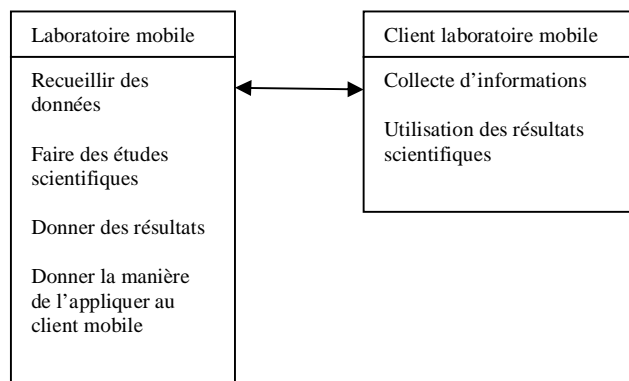 Laboratoire mobile
Recueillir des
données
Faire des études
scientifiques
Donner des résultats
Donner la manière
de l’appliquer au
client mobile
Client laboratoire mobile
Collecte d’informations
Utilisation des résultats
scientifiques